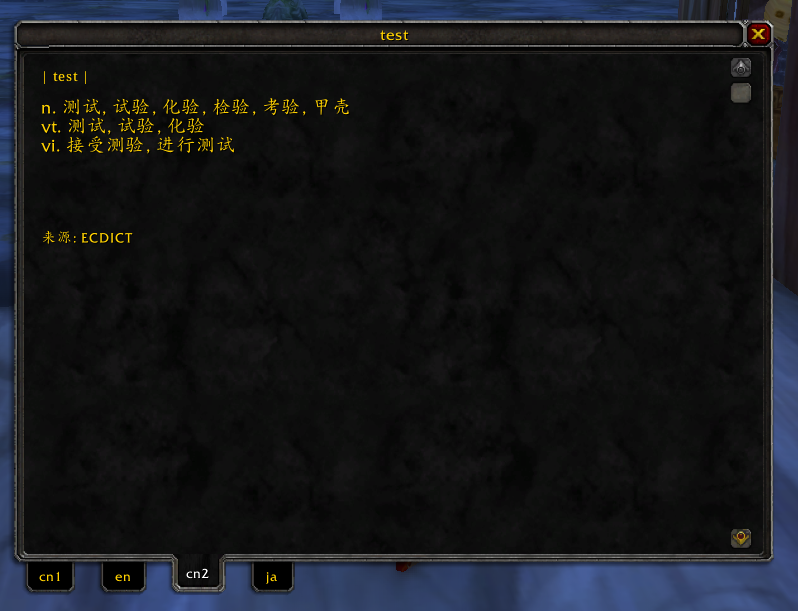 test
| test |
n. 测试, 试验, 化验, 检验, 考验, 甲壳
vt. 测试, 试验, 化验
vi. 接受测验, 进行测试
来源: ECDICT
cn1
en
cn2
ja